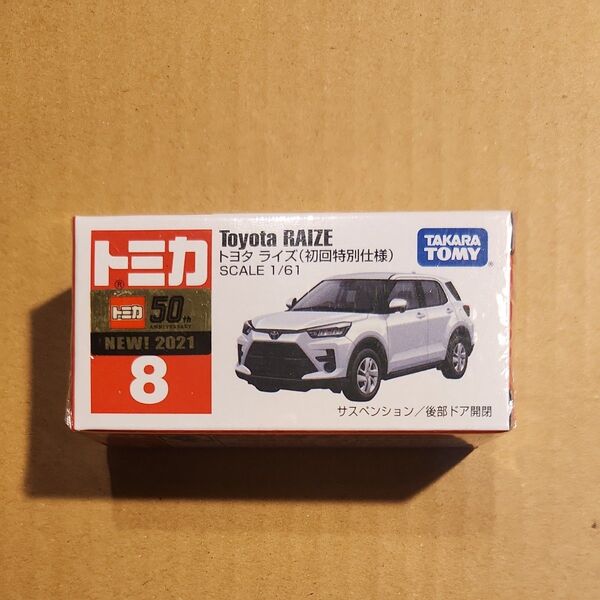 トミカ
®
トミカ 50th
ANNIVERSARY
NEW! 2021
8
Toyota RAIZE
トヨタ ライズ(初回特別仕様)
SCALE 1/61
TAKARA
TOMY
サスペンション/後部ドア開閉